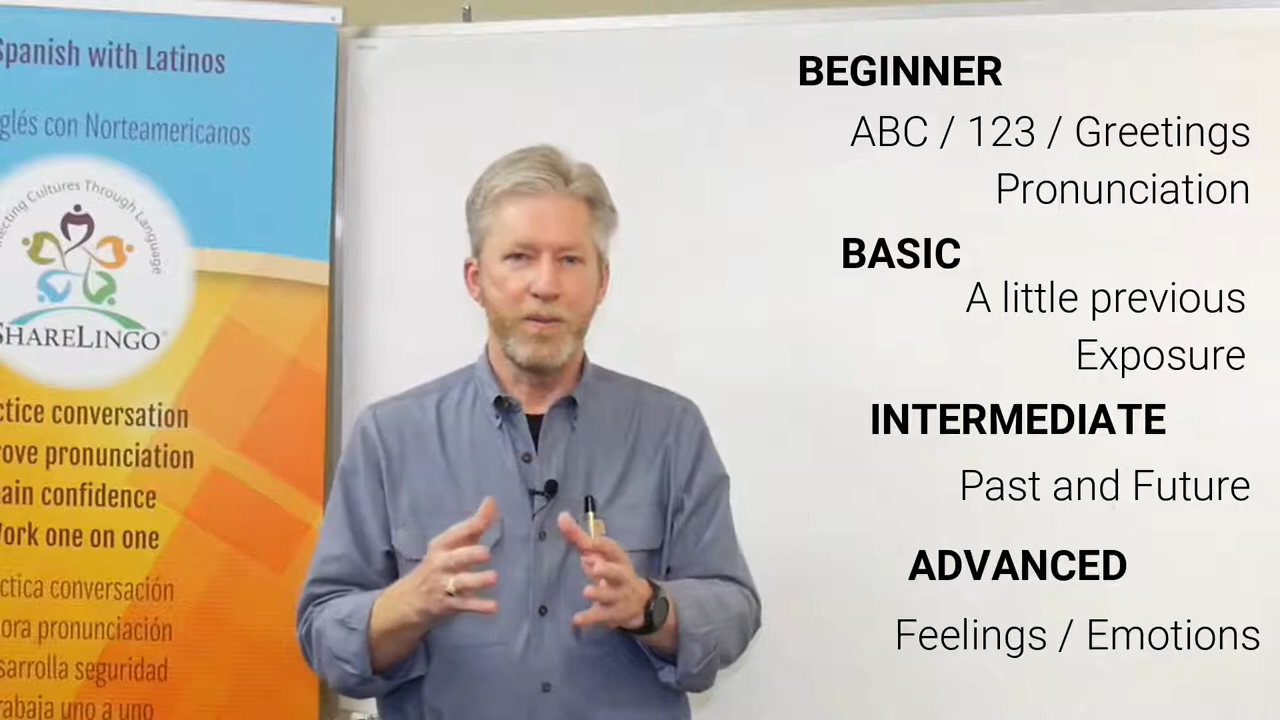 Spanish with Latinos
glés con Norteamericanos
necting Cultures Through Language
SHARELINGO®
ctice conversation
rove pronunciation
ain confidence
Work one on one
ctica conversación
ora pronunciación
sarrolla seguridad
rabaja uno a uno
BEGINNER
ABC / 123 / Greetings
Pronunciation
BASIC
A little previous
Exposure
INTERMEDIATE
Past and Future
ADVANCED
Feelings / Emotions